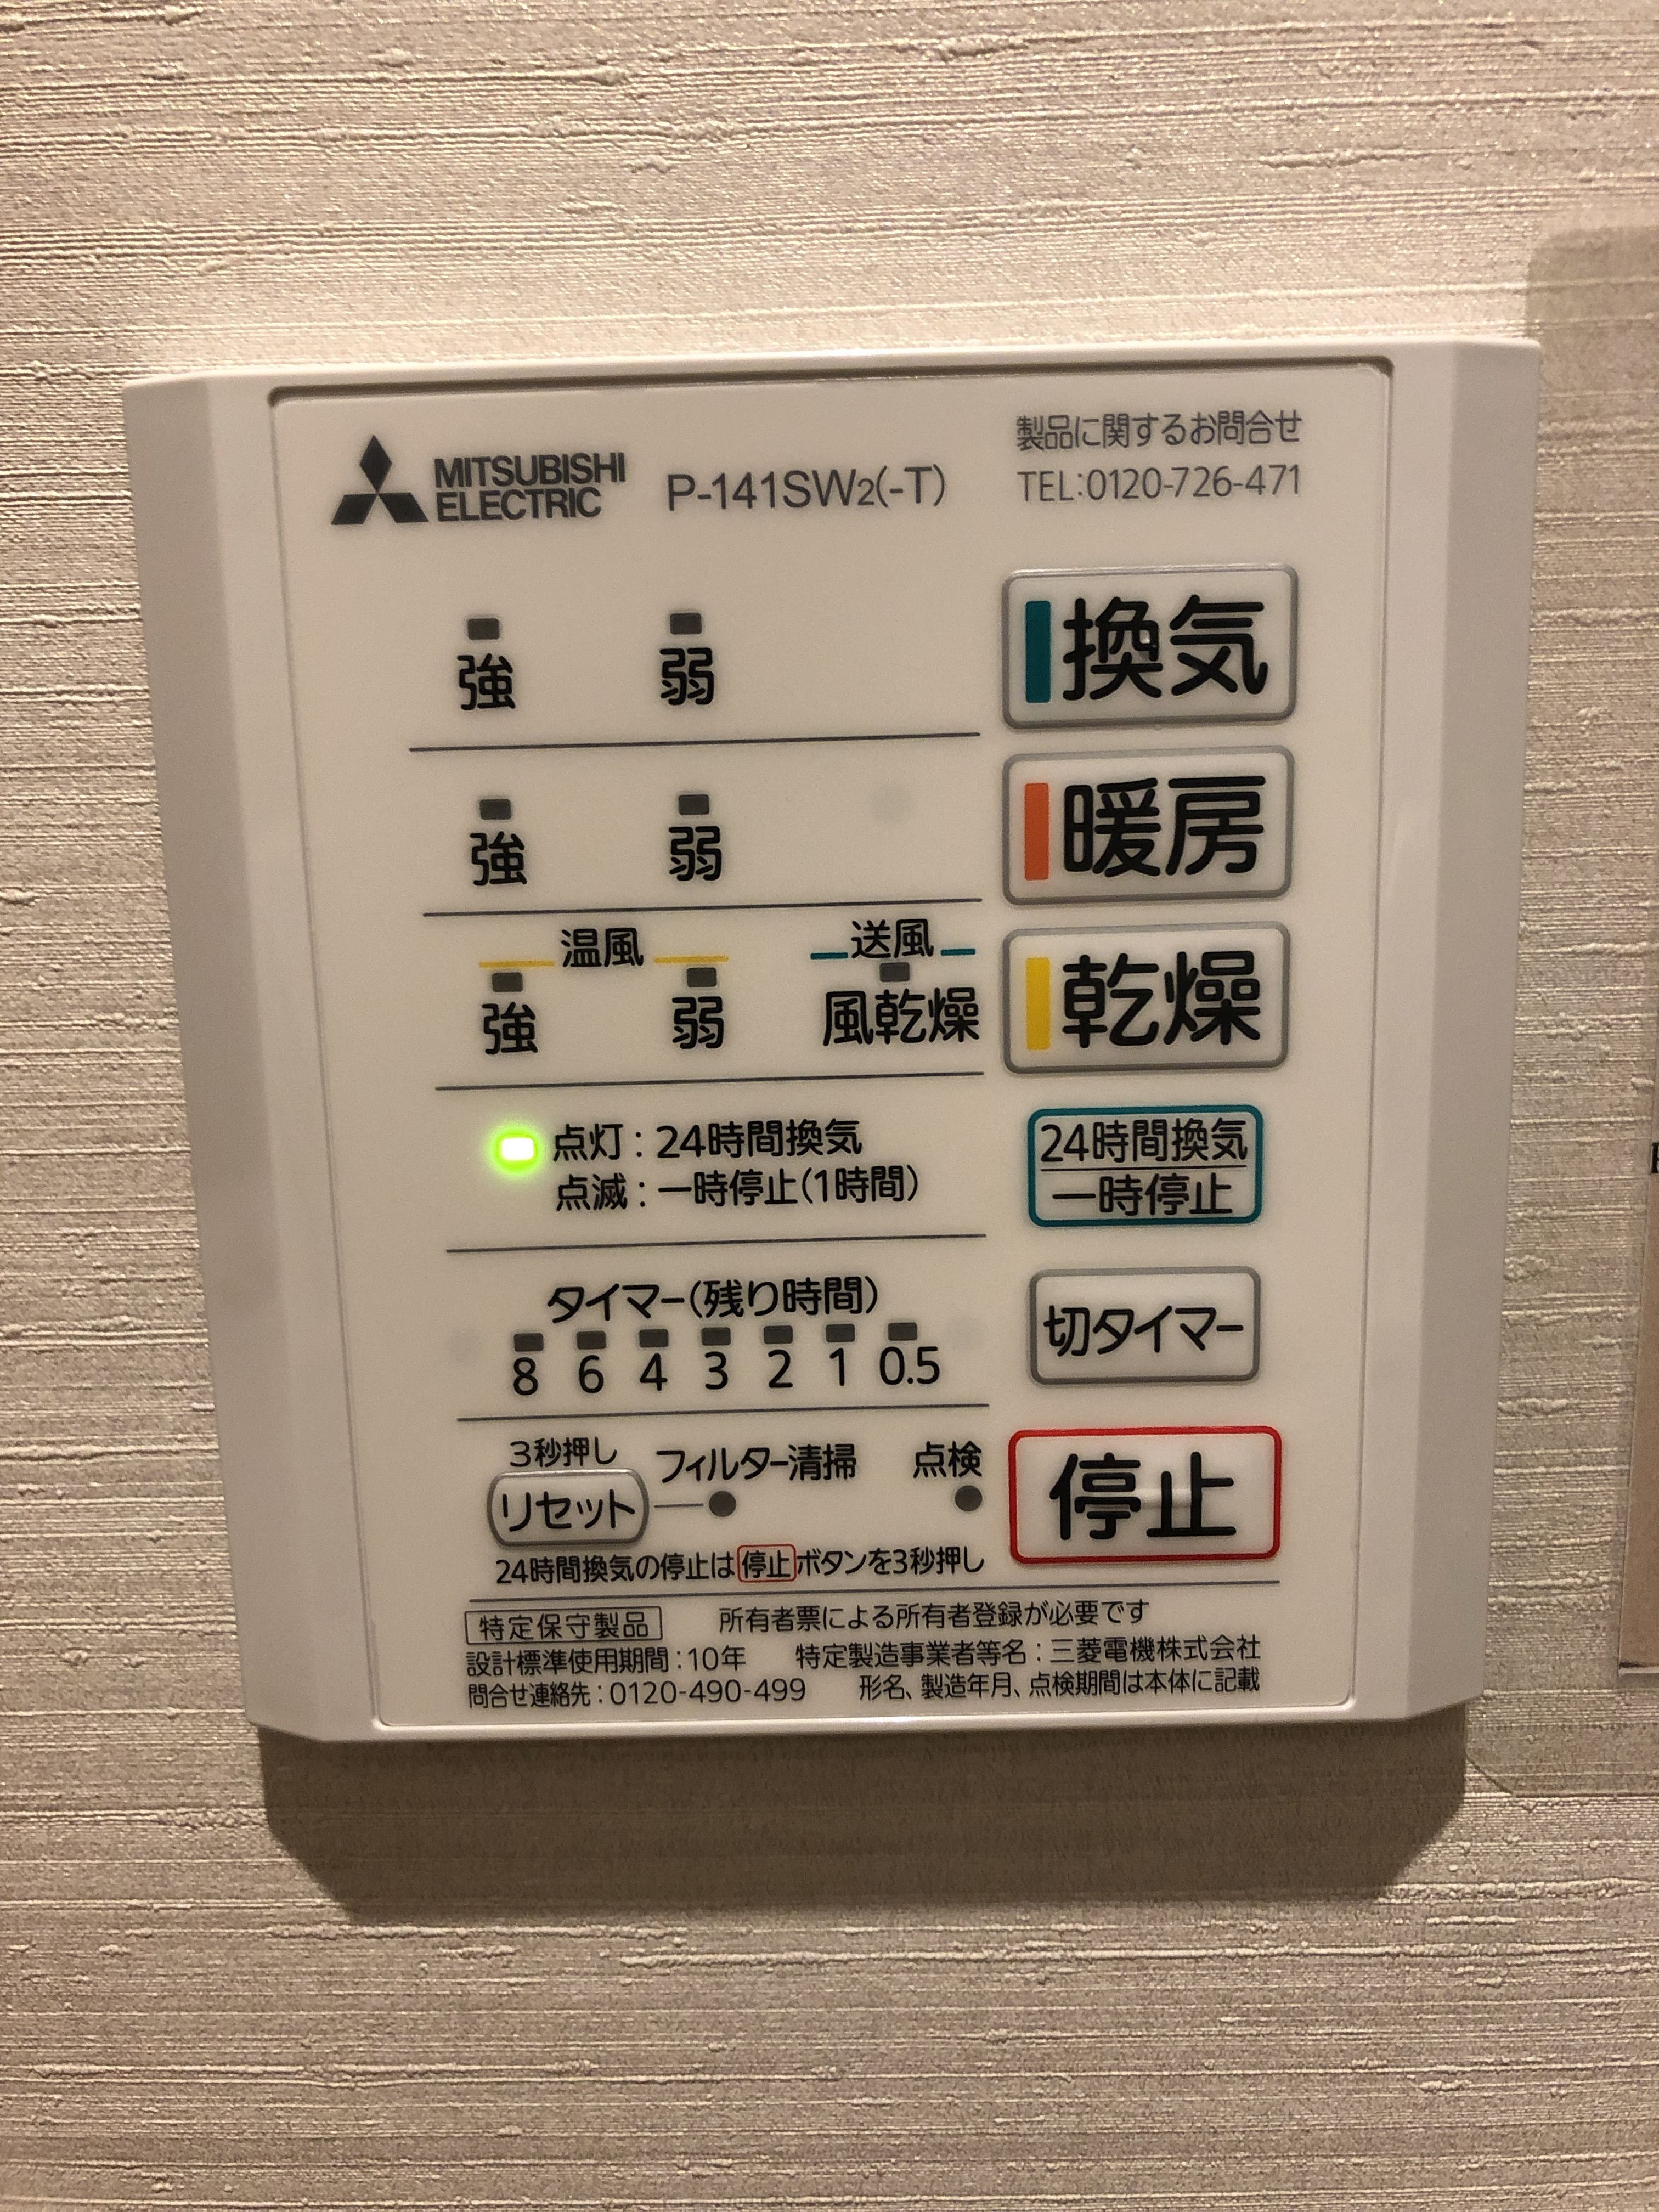 製品に関するお問合せ
MITSUBISHI
ELECTRIC
P-141SW2(-T)
TEL:0120-726-471
強 弱 換気
強 弱 暖房
温風 送風
強 弱 風乾燥 乾燥
点灯:24時間換気
点滅:一時停止(1時間)
24時間換気
一時停止
タイマー(残り時間)
8 6 4 3 2 1 0.5
切タイマー
3秒押し フィルター清掃 点検
リセット
停止
24時間換気の停止は停止ボタンを3秒押し
特定保守製品 所有者票による所有者登録が必要です
設計標準使用期間:10年 特定製造事業者等名:三菱電機株式会社
問合せ連絡先:0120-490-499 形名、製造年月、点検期間は本体に記載